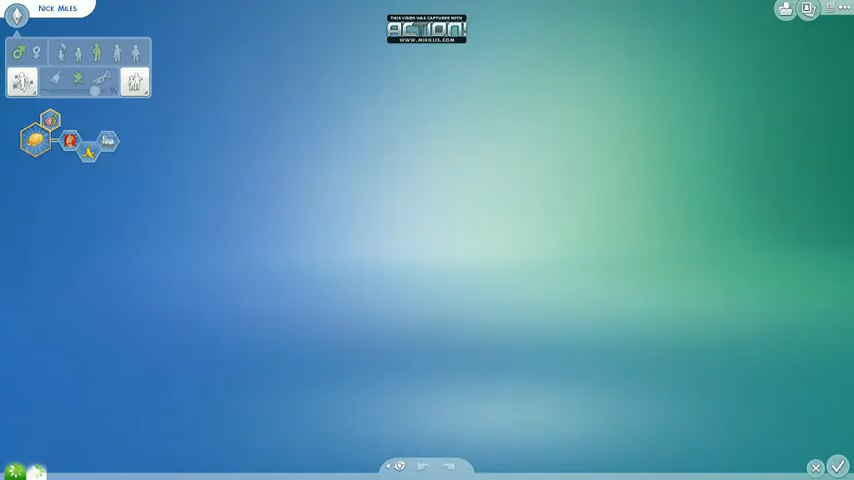 Nick Miles
THIS VIDEO WAS CAPTURED WITH
ACTION!
WWW.MIRILLIS.COM